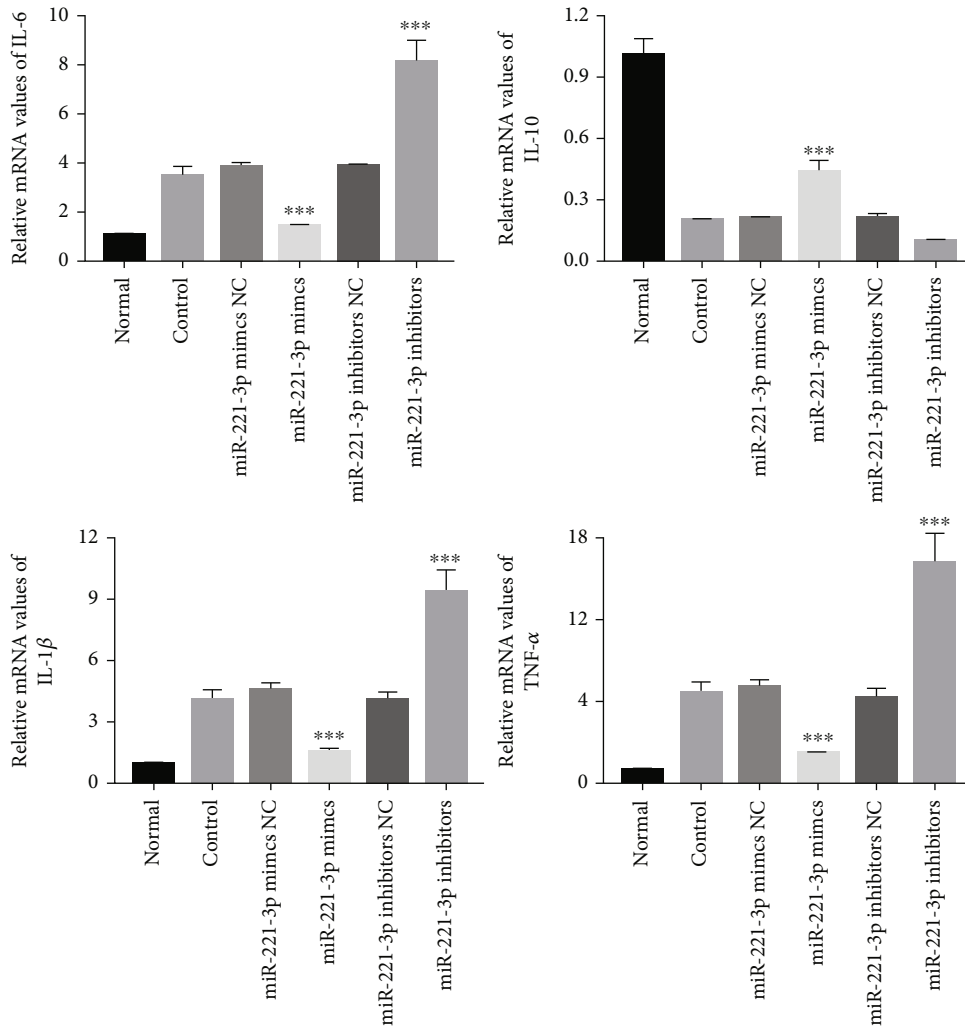 Relative mRNA values of IL-6
10
8
6
4
2
0
***
***
Normal
Control
miR-221-3p mimcs NC
miR-221-3p mimcs
miR-221-3p inhibitors NC
miR-221-3p inhibitors
Relative mRNA values of
IL-10
1.2
0.9
0.6
0.3
0.0
***
Normal
Control
miR-221-3p mimcs NC
miR-221-3p mimcs
miR-221-3p inhibitors NC
miR-221-3p inhibitors
Relative mRNA values of
IL-1β
12
9
6
3
0
***
***
Normal
Control
miR-221-3p mimcs NC
miR-221-3p mimcs
miR-221-3p inhibitors NC
miR-221-3p inhibitors
Relative mRNA values of
TNF-α
18
12
4
0
***
***
Normal
Control
miR-221-3p mimcs NC
miR-221-3p mimcs
miR-221-3p inhibitors NC
miR-221-3p inhibitors